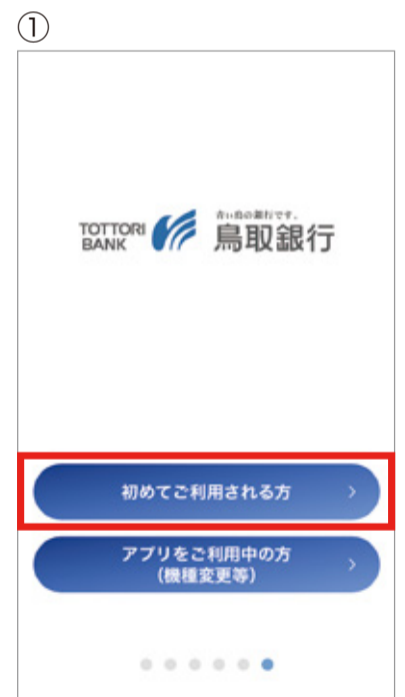 ①
青い鳥の銀行です。
TOTTORI
BANK
鳥取銀行
初めてご利用される方 >
アプリをご利用中の方
(機種変更等) >